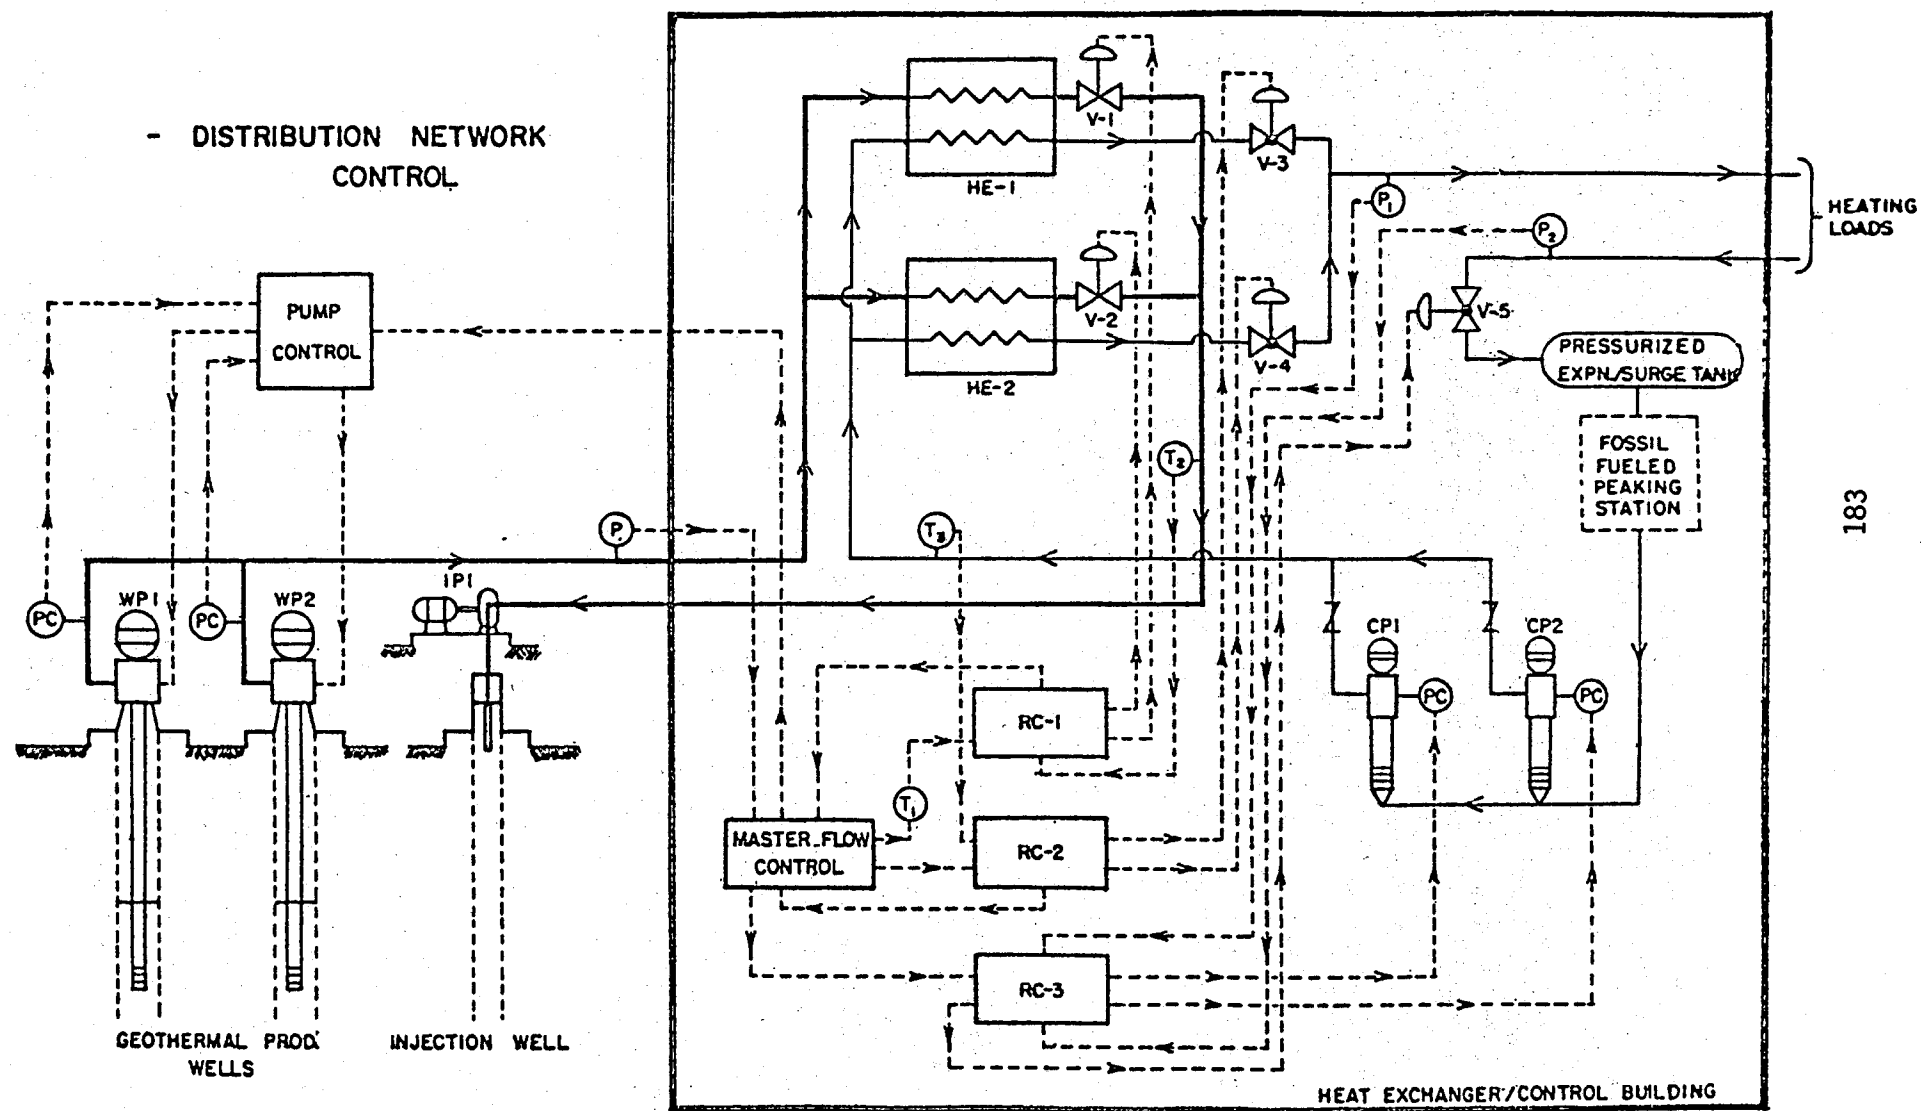 - DISTRIBUTION NETWORK
CONTROL
PUMP
CONTROL
HE-1
V-1
V-3
HE-2
V-2
V-4
P1
P2
HEATING
LOADS
V-5
PRESSURIZED
EXPN./SURGE TANK
FOSSIL
FUELED
PEAKING
STATION
183
T2
T3
P
PC
WP1
PC
WP2
IP1
CP1
CP2
PC
PC
RC-1
T1
MASTER FLOW
CONTROL
RC-2
RC-3
GEOTHERMAL PROD.
WELLS
INJECTION WELL
HEAT EXCHANGER/CONTROL BUILDING